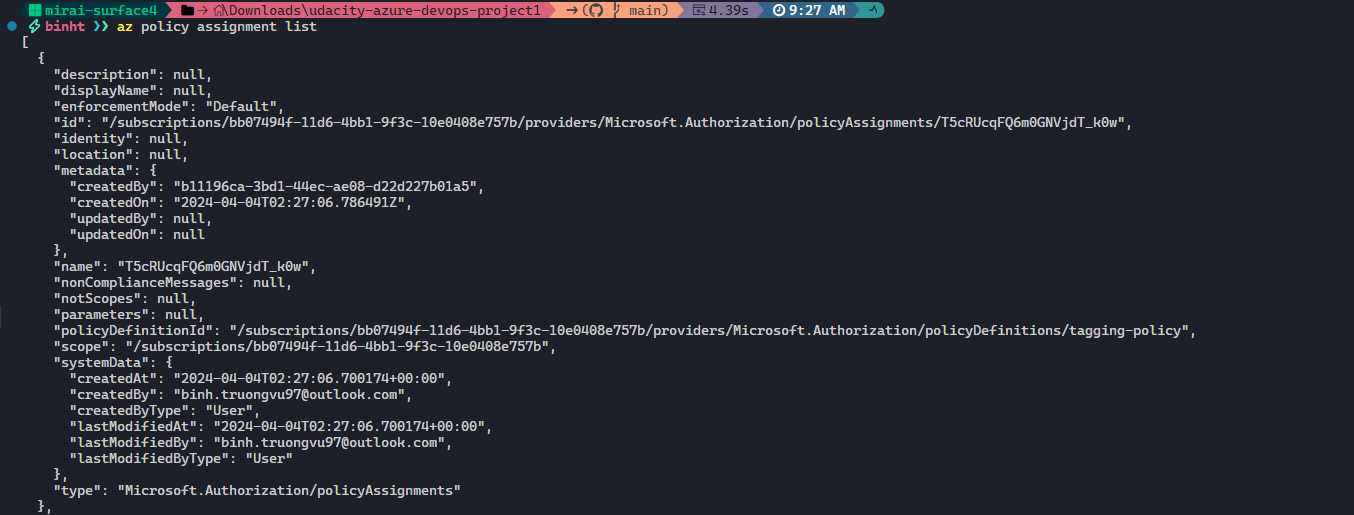 mirai-surface4 \Downloads\udacity-azure-devops-project1 ( main) 4.39s 9:27 AM
binht az policy assignment list
[
  {
    "description": null,
    "displayName": null,
    "enforcementMode": "Default",
    "id": "/subscriptions/bb07494f-11d6-4bb1-9f3c-10e0408e757b/providers/Microsoft.Authorization/policyAssignments/T5cRUcqFQ6m0GNVjdT_k0w",
    "identity": null,
    "location": null,
    "metadata": {
      "createdBy": "b11196ca-3bd1-44ec-ae08-d22d227b01a5",
      "createdOn": "2024-04-04T02:27:06.786491Z",
      "updatedBy": null,
      "updatedOn": null
    },
    "name": "T5cRUcqFQ6m0GNVjdT_k0w",
    "nonComplianceMessages": null,
    "notScopes": null,
    "parameters": null,
    "policyDefinitionId": "/subscriptions/bb07494f-11d6-4bb1-9f3c-10e0408e757b/providers/Microsoft.Authorization/policyDefinitions/tagging-policy",
    "scope": "/subscriptions/bb07494f-11d6-4bb1-9f3c-10e0408e757b",
    "systemData": {
      "createdAt": "2024-04-04T02:27:06.700174+00:00",
      "createdBy": "binh.truongvu97@outlook.com",
      "createdByType": "User",
      "lastModifiedAt": "2024-04-04T02:27:06.700174+00:00",
      "lastModifiedBy": "binh.truongvu97@outlook.com",
      "lastModifiedByType": "User"
    },
    "type": "Microsoft.Authorization/policyAssignments"
  },